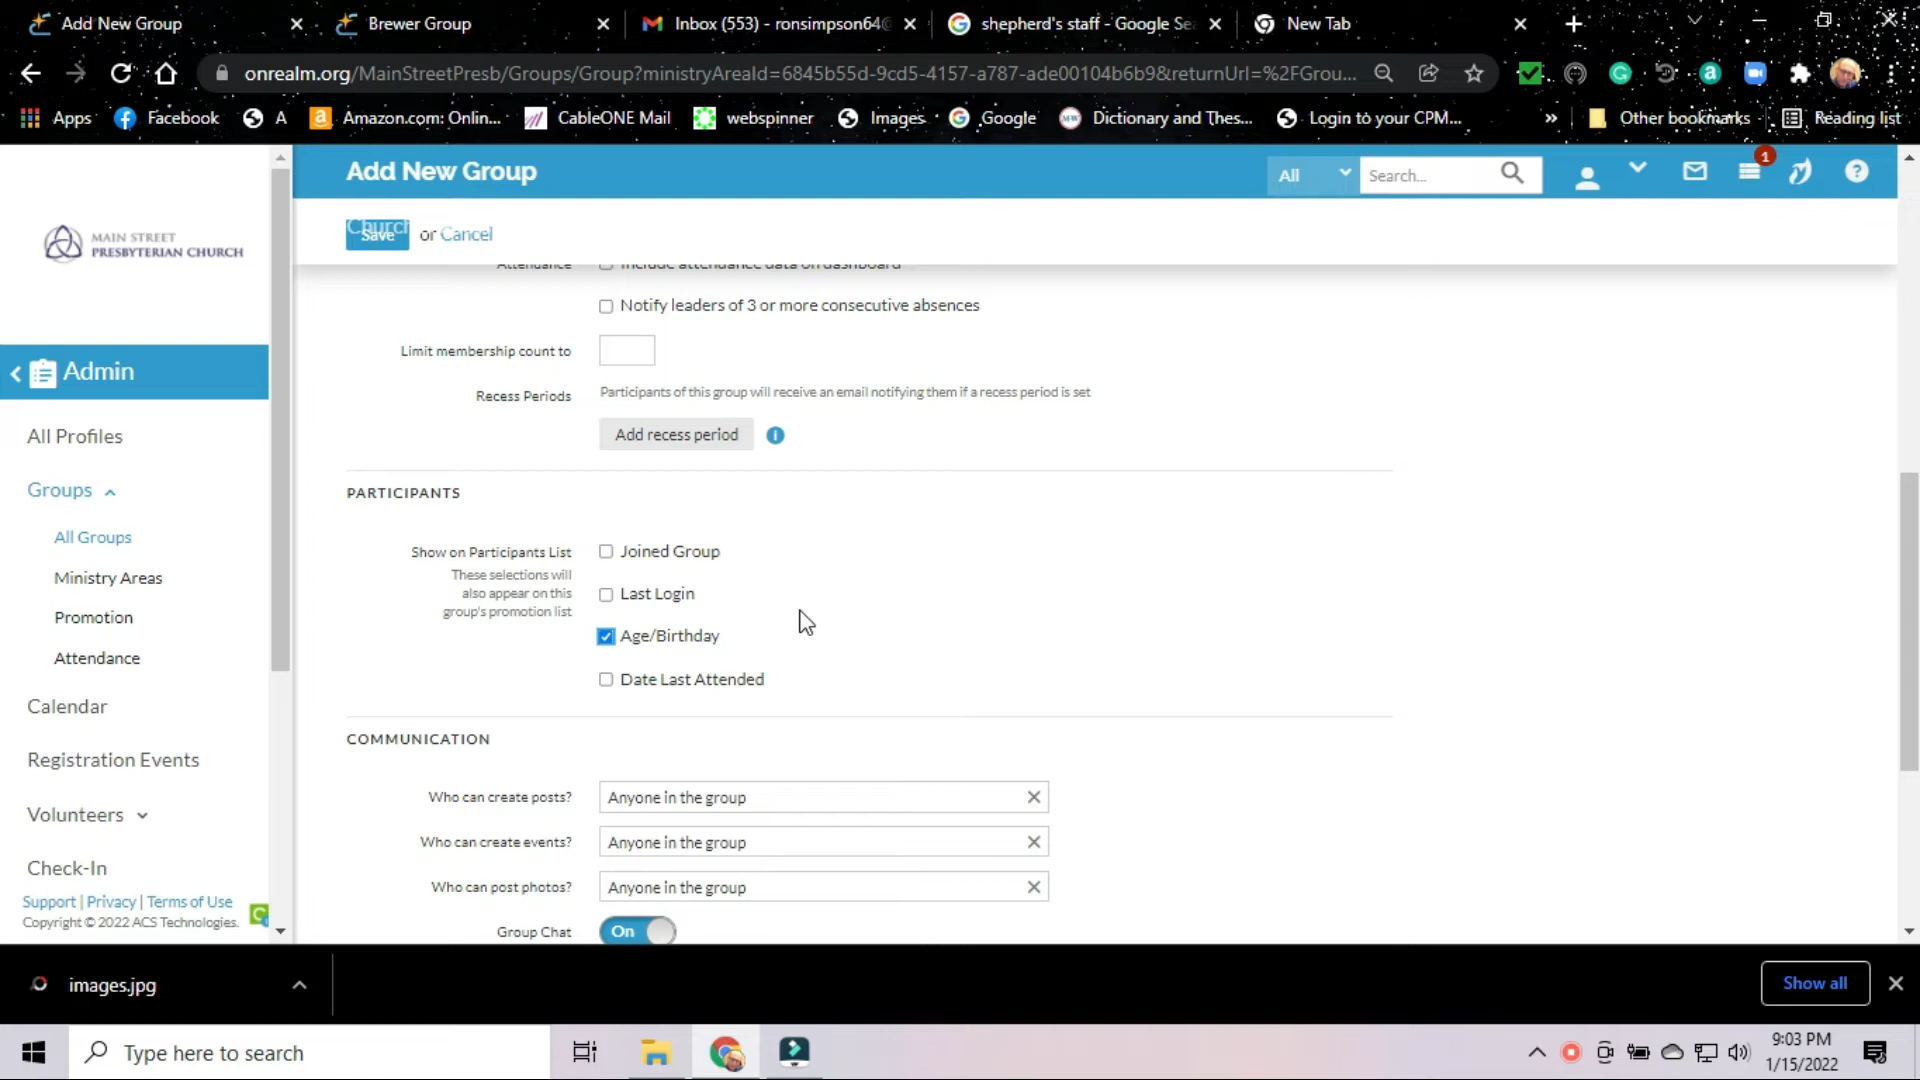 Add New Group
Brewer Group
Inbox (553) - ronsimpson64@
shepherd's staff - Google Se
New Tab
onrealm.org/MainStreetPresb/Groups/Group?ministryAreaId=6845b55d-9cd5-4157-a787-ade00104b6b9&returnUrl=%2FGrou...
Apps
Facebook
A
Amazon.com: Onlin...
CableONE Mail
webspinner
Images
Google
Dictionary and Thes...
Login to your CPM...
»
Other bookmarks
Reading list
MAIN STREET
PRESBYTERIAN CHURCH
Add New Group
All
Search...
1
Church
Save or Cancel
Admin
All Profiles
Groups
All Groups
Ministry Areas
Promotion
Attendance
Calendar
Registration Events
Volunteers
Check-In
Support | Privacy | Terms of Use
Copyright © 2022 ACS Technologies.
Attendance
Include attendance data on dashboard
Notify leaders of 3 or more consecutive absences
Limit membership count to
Recess Periods
Participants of this group will receive an email notifying them if a recess period is set
Add recess period
PARTICIPANTS
Show on Participants List
These selections will
also appear on this
group's promotion list
Joined Group
Last Login
Age/Birthday
Date Last Attended
COMMUNICATION
Who can create posts?
Anyone in the group
Who can create events?
Anyone in the group
Who can post photos?
Anyone in the group
Group Chat
On
images.jpg
Show all
Type here to search
9:03 PM
1/15/2022